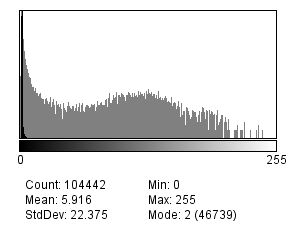 0 255
Count: 104442 Min: 0
Mean: 5.916 Max: 255
StdDev: 22.375 Mode: 2 (46739)